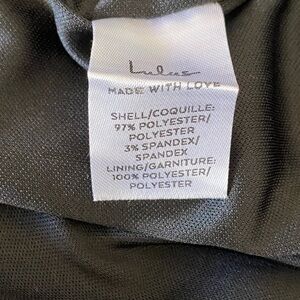 Lulus
MADE WITH LOVE
SHELL/COQUILLE:
97% POLYESTER/
POLYESTER
3% SPANDEX/
SPANDEX
LINING/GARNITURE:
100% POLYESTER/
POLYESTER